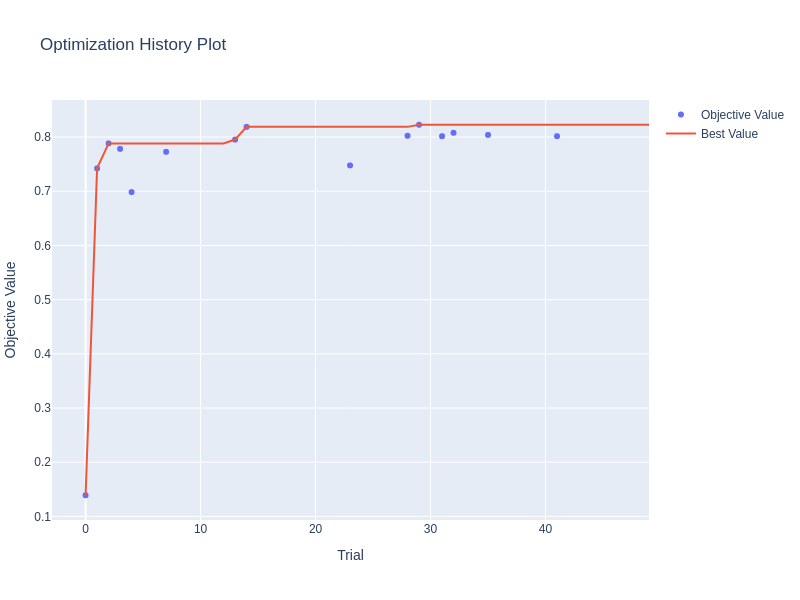 Optimization History Plot
Objective Value
Best Value
0.8
0.7
0.6
0.5
0.4
0.3
0.2
0.1
Objective Value
0
10
20
30
40
Trial